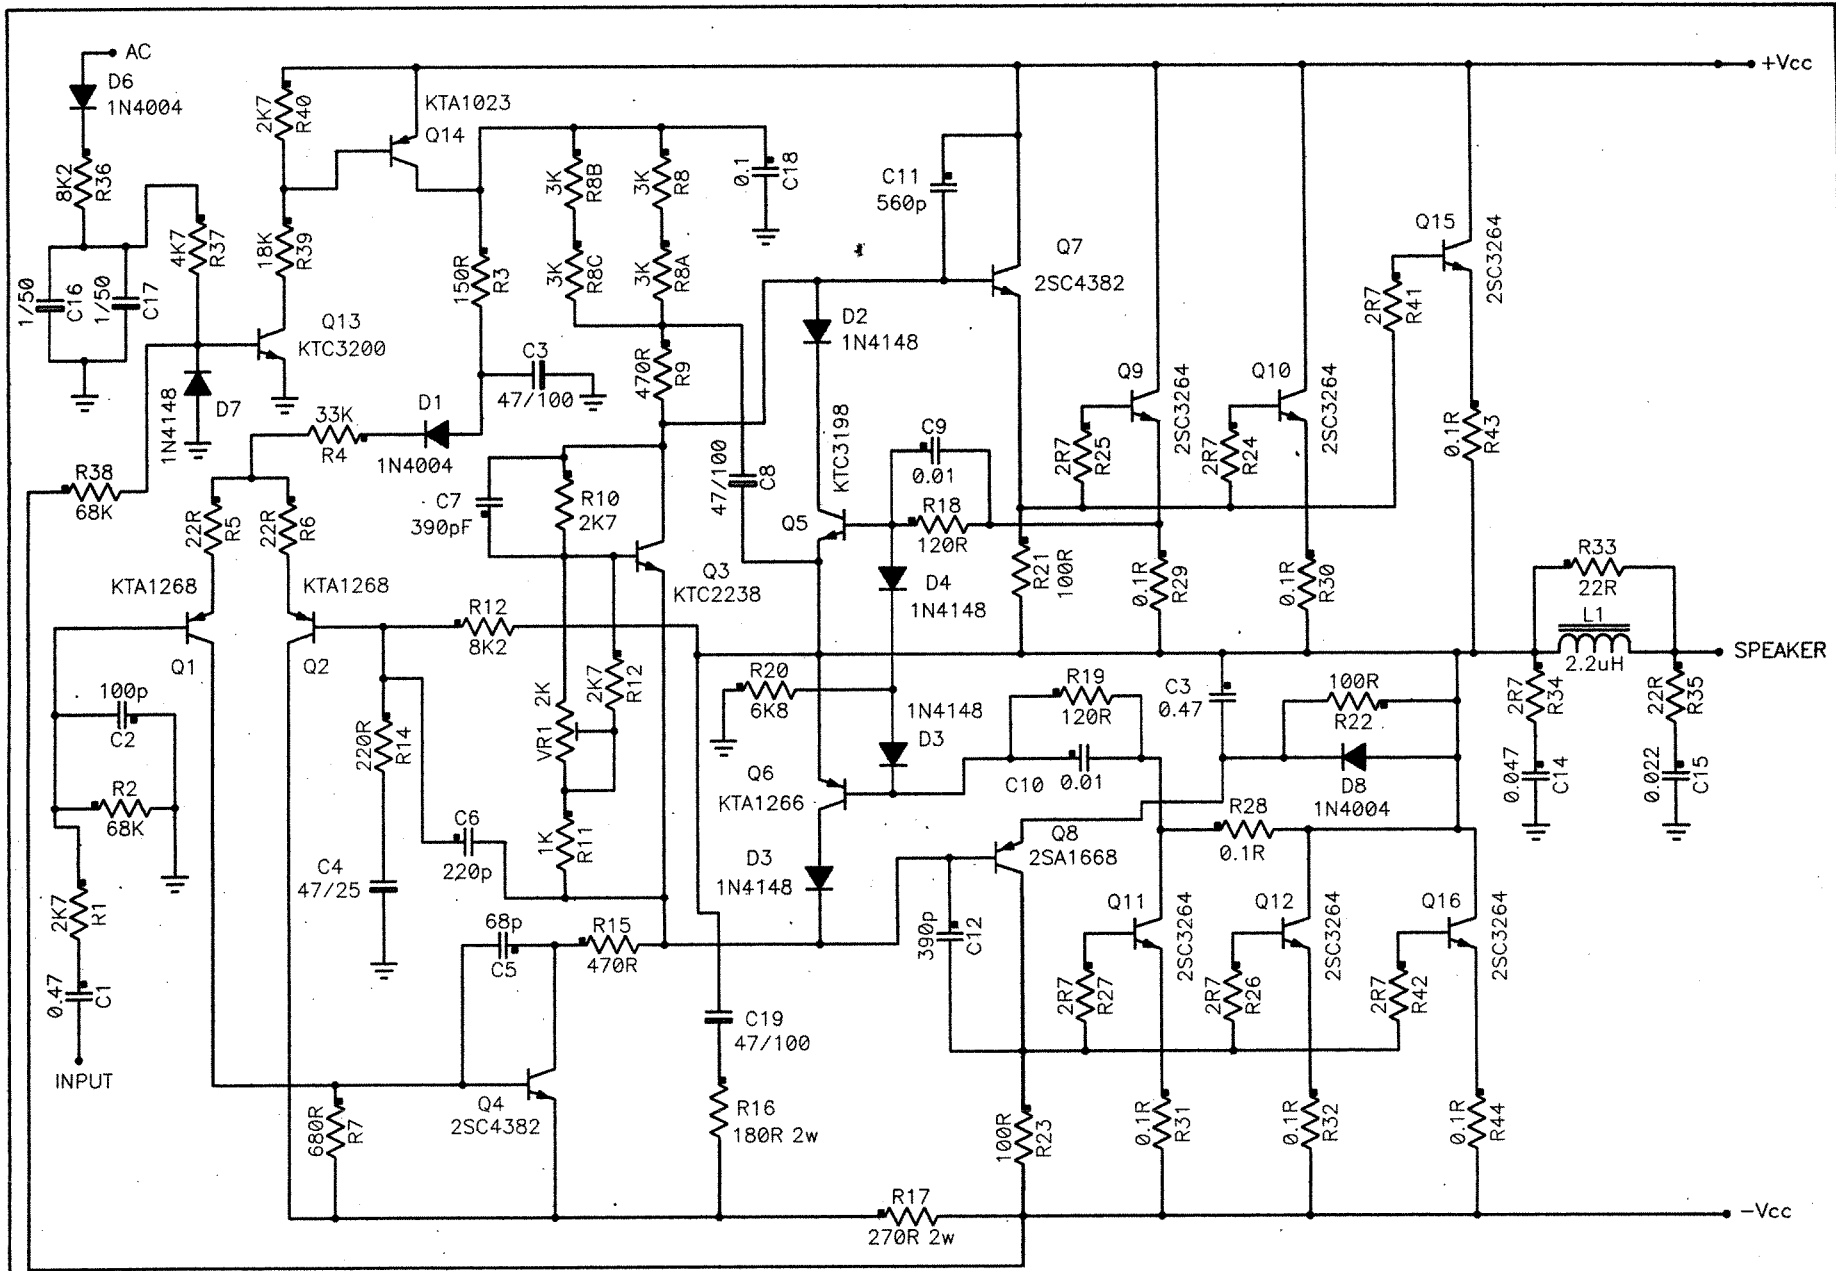 AC
D6
1N4004
8K2
R36
1/50
C16
1/50
C17
4K7
R37
2K7
R40
18K
R39
KTA1023
Q14
Q13
KTC3200
1N4148
D7
R38
68K
150R
R3
C3
47/100
33K
R4
D1
1N4004
3K
R8B
3K
R8
3K
R8C
3K
R8A
0.1
C18
470R
R9
47/100
C8
22R
R5
22R
R6
KTA1268
Q1
KTA1268
Q2
C7
390pF
R10
2K7
Q3
KTC2238
R12
8K2
2K7
R12
2K
VR1
1K
R11
100p
C2
R2
68K
2K7
R1
0.47
C1
INPUT
220R
R14
C4
47/25
C6
220p
68p
C5
R15
470R
Q4
2SC4382
680R
R7
C19
47/100
R16
180R 2w
R17
270R 2w
C11
560p
Q7
2SC4382
D2
1N4148
KTC3198
Q5
C9
0.01
R18
120R
D4
1N4148
R20
6K8
1N4148
D3
Q6
KTA1266
D3
1N4148
R19
120R
C10
0.01
R21
100R
Q9
2SC3264
2R7
R25
0.1R
R29
Q10
2SC3264
2R7
R24
0.1R
R30
Q15
2SC3264
2R7
R41
0.1R
R43
+Vcc
C3
0.47
100R
R22
D8
1N4004
R28
0.1R
Q8
2SA1668
390p
C12
Q11
2SC3264
2R7
R27
0.1R
R31
Q12
2SC3264
2R7
R26
0.1R
R32
Q16
2SC3264
2R7
R42
0.1R
R44
100R
R23
R33
22R
L1
2.2uH
SPEAKER
2R7
R34
0.047
C14
22R
R35
0.022
C15
-Vcc